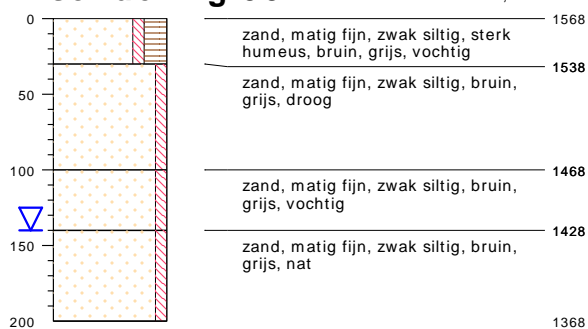 0
1568
zand, matig fijn, zwak siltig, sterk
humeus, bruin, grijs, vochtig
1538
zand, matig fijn, zwak siltig, bruin,
grijs, droog
50
100
1468
zand, matig fijn, zwak siltig, bruin,
grijs, vochtig
1428
150
zand, matig fijn, zwak siltig, bruin,
grijs, nat
200
1368